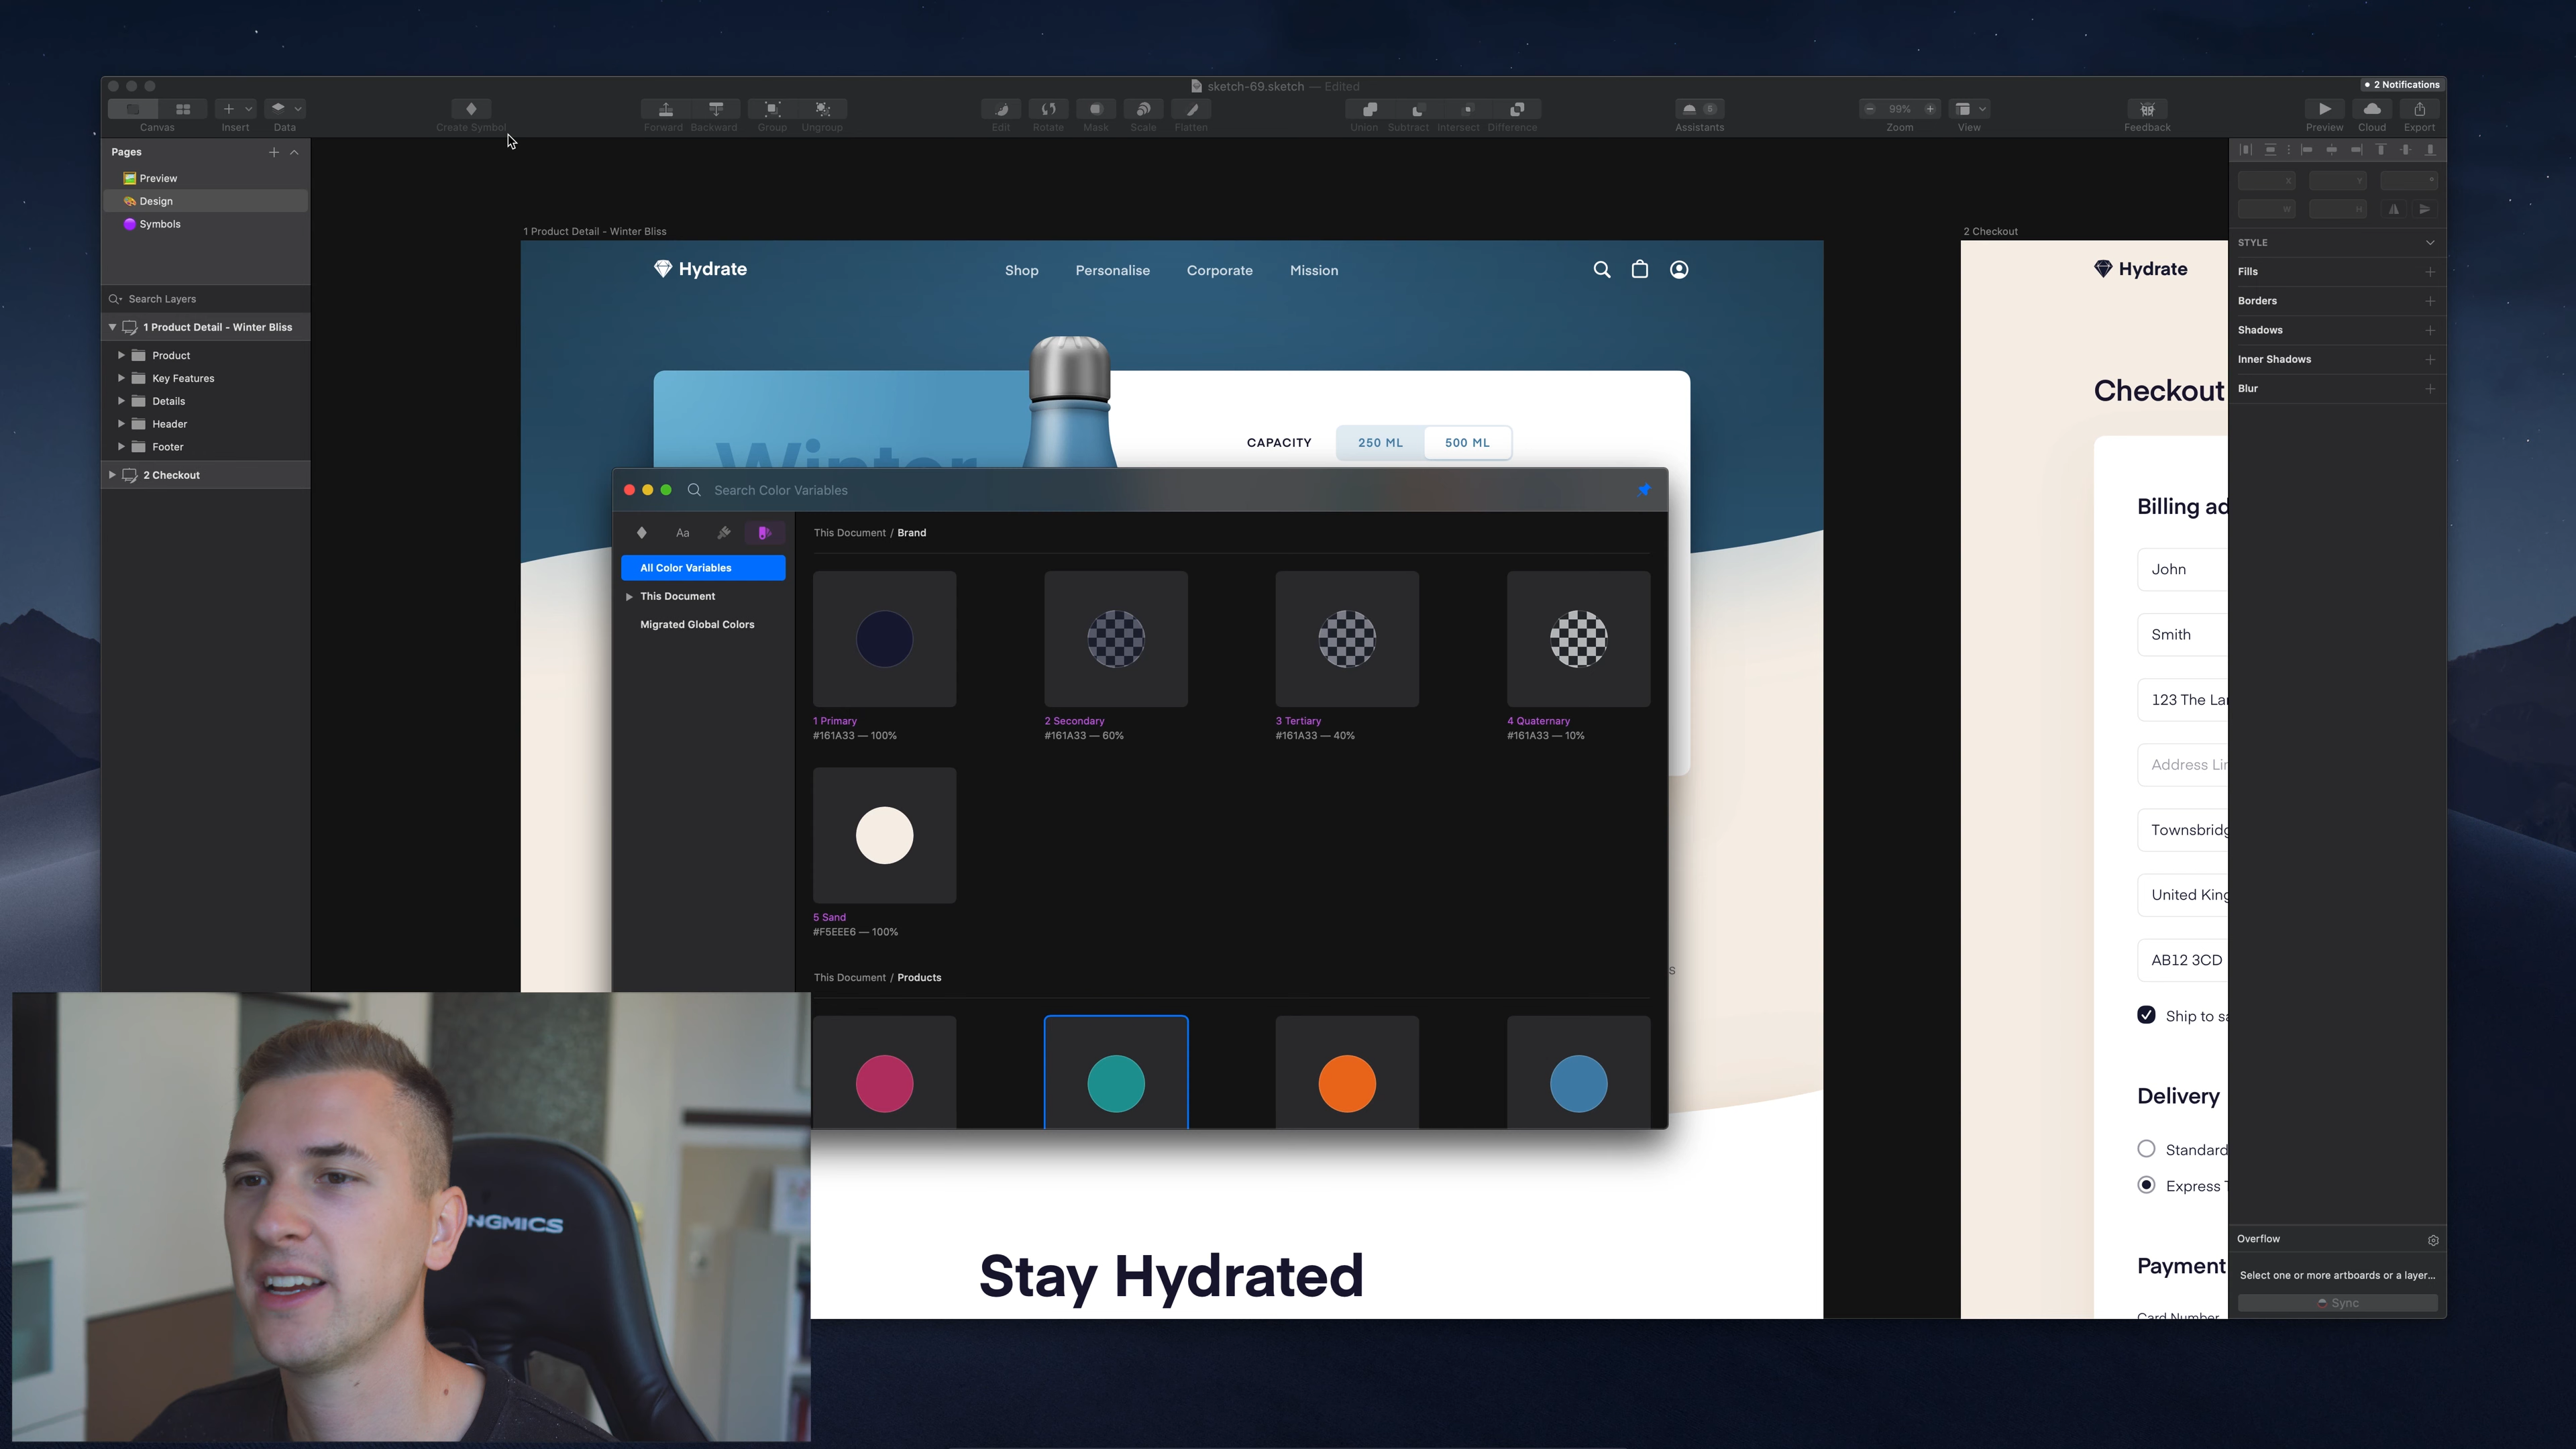 sketch-69.sketch — Edited
2 Notifications
Canvas
Insert
Data
Create Symbol
Forward
Backward
Group
Ungroup
Edit
Rotate
Mask
Scale
Flatten
Union
Subtract
Intersect
Difference
5
Assistants
99%
Zoom
View
Feedback
Preview
Cloud
Export
Pages
Preview
Design
Symbols
Search Layers
1 Product Detail - Winter Bliss
Product
Key Features
Details
Header
Footer
2 Checkout
1 Product Detail - Winter Bliss
Hydrate
Shop
Personalise
Corporate
Mission
Winter
CAPACITY
250 ML
500 ML
Search Color Variables
Aa
All Color Variables
This Document
Migrated Global Colors
This Document / Brand
1 Primary
#161A33 — 100%
2 Secondary
#161A33 — 60%
3 Tertiary
#161A33 — 40%
4 Quaternary
#161A33 — 10%
5 Sand
#F5EEE6 — 100%
This Document / Products
s
Stay Hydrated
2 Checkout
Hydrate
Checkout
Billing ad
John
Smith
123 The La
Address Lin
Townsbridg
United King
AB12 3CD
Ship to sa
Delivery
Standard
Express T
Payment
Card Number
X
Y
°
W
H
STYLE
Fills
Borders
Shadows
Inner Shadows
Blur
Overflow
Select one or more artboards or a layer...
Sync
NGMICS